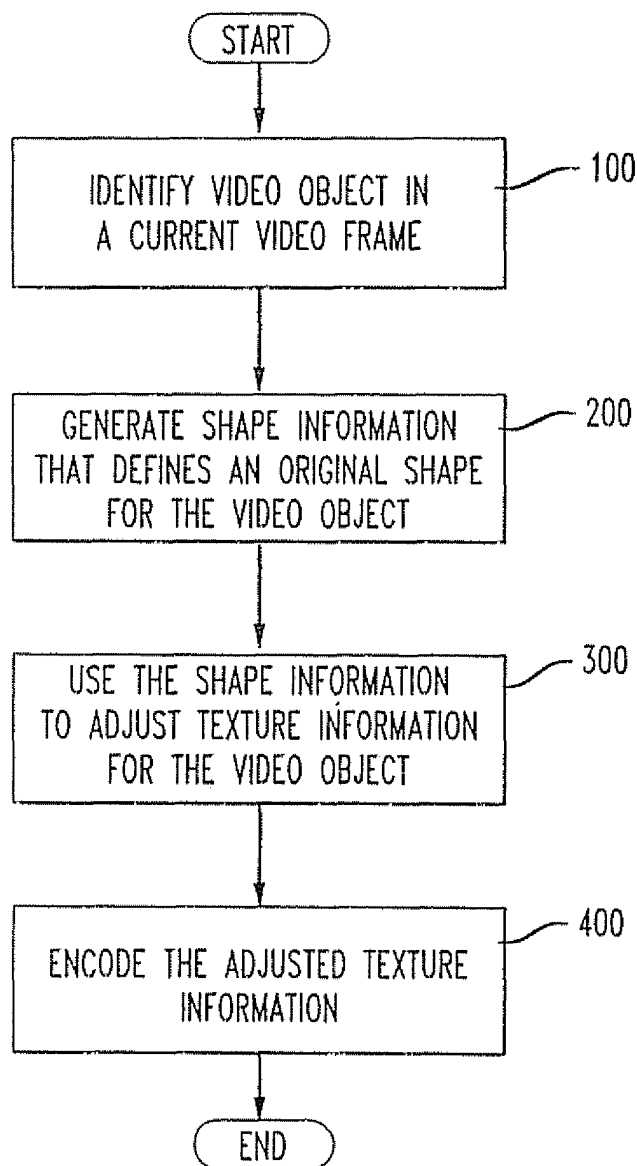 START
IDENTIFY VIDEO OBJECT IN
A CURRENT VIDEO FRAME
100
GENERATE SHAPE INFORMATION
THAT DEFINES AN ORIGINAL SHAPE
FOR THE VIDEO OBJECT
200
USE THE SHAPE INFORMATION
TO ADJUST TEXTURE INFORMATION
FOR THE VIDEO OBJECT
300
ENCODE THE ADJUSTED TEXTURE
INFORMATION
400
END